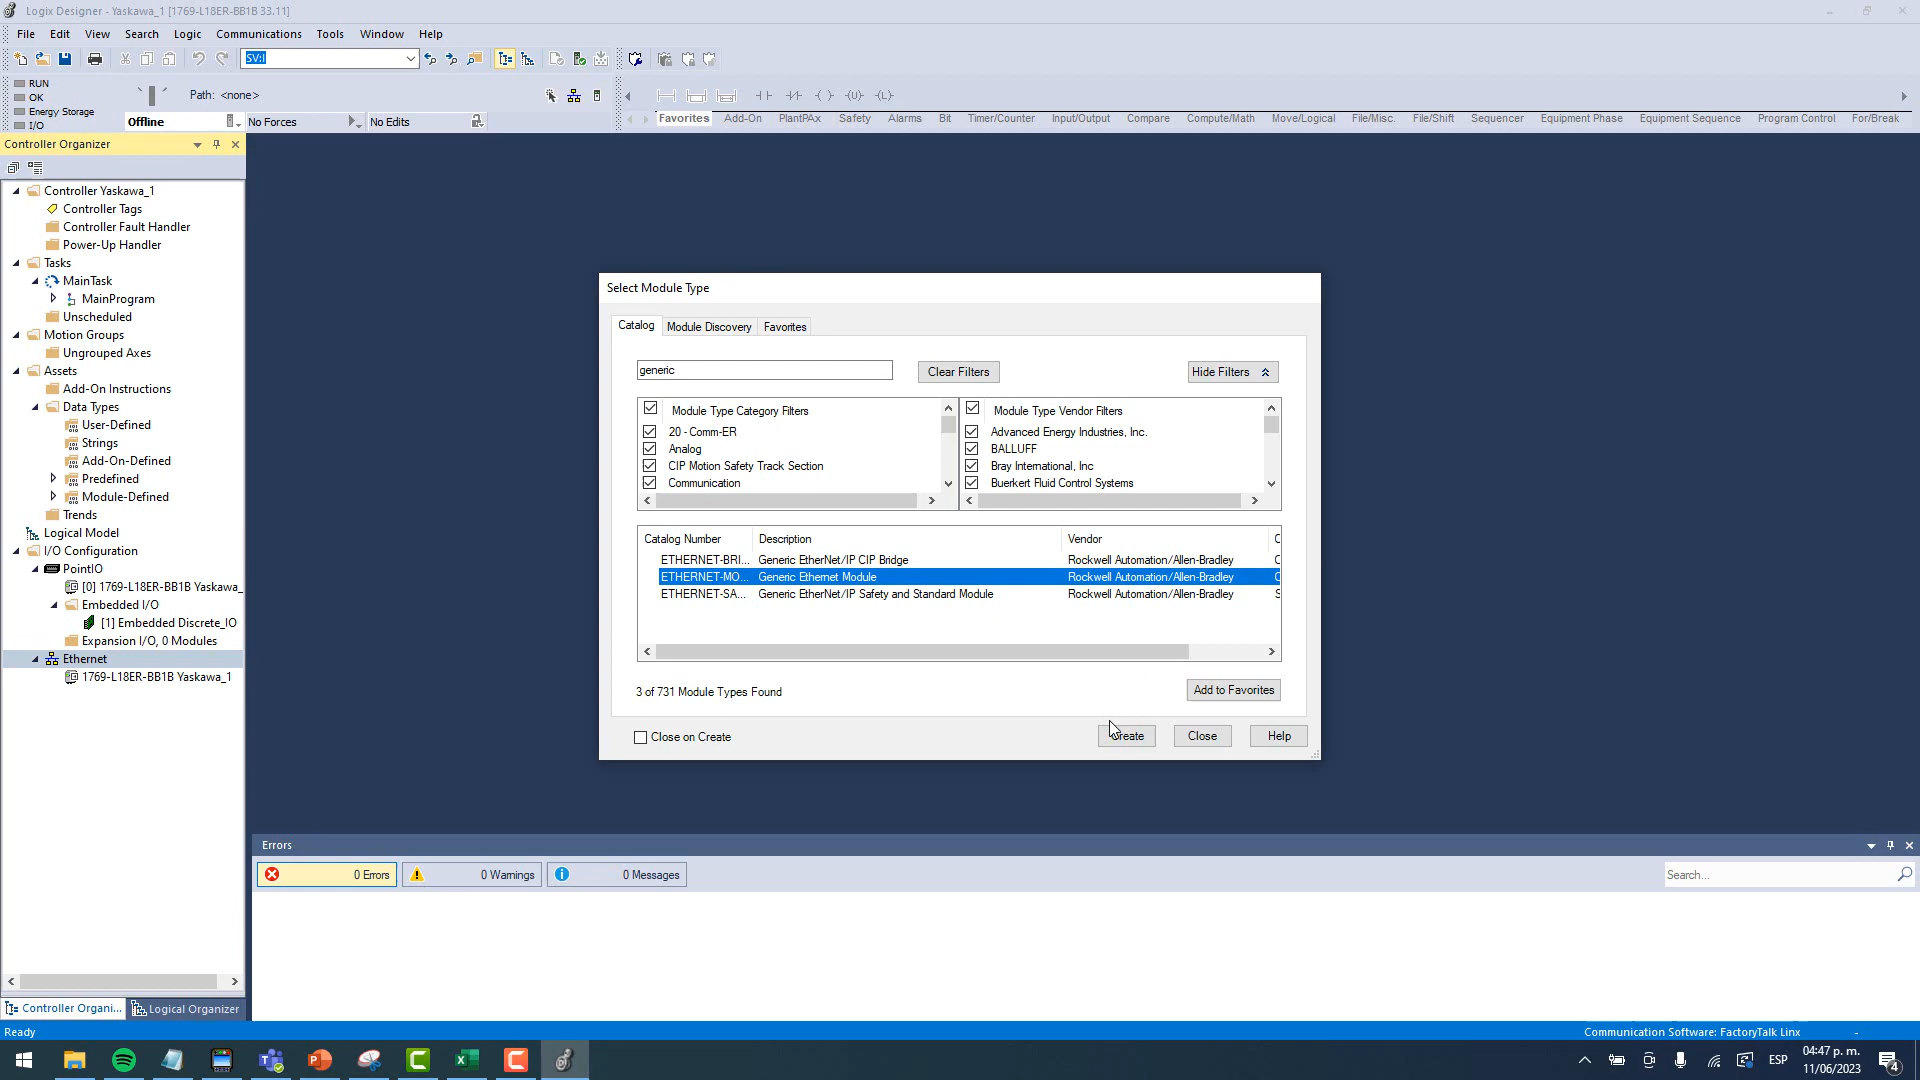 Logix Designer - Yaskawa_1 [1769-L18ER-BB1B 33.11]
File Edit View Search Logic Communications Tools Window Help
SV:I
RUN
OK
Energy Storage
I/O
Path: <none>
Offline No Forces No Edits
Favorites Add-On PlantPAx Safety Alarms Bit Timer/Counter Input/Output Compare Compute/Math Move/Logical File/Misc. File/Shift Sequencer Equipment Phase Equipment Sequence Program Control For/Break
Controller Organizer
Controller Yaskawa_1
Controller Tags
Controller Fault Handler
Power-Up Handler
Tasks
MainTask
MainProgram
Unscheduled
Motion Groups
Ungrouped Axes
Assets
Add-On Instructions
Data Types
User-Defined
Strings
Add-On-Defined
Predefined
Module-Defined
Trends
Logical Model
I/O Configuration
PointIO
[0] 1769-L18ER-BB1B Yaskawa_
Embedded I/O
[1] Embedded Discrete_IO
Expansion I/O, 0 Modules
Ethernet
1769-L18ER-BB1B Yaskawa_1
Controller Organi... Logical Organizer
Select Module Type
Catalog Module Discovery Favorites
generic Clear Filters Hide Filters
Module Type Category Filters
20 - Comm-ER
Analog
CIP Motion Safety Track Section
Communication
Module Type Vendor Filters
Advanced Energy Industries, Inc.
BALLUFF
Bray International, Inc
Buerkert Fluid Control Systems
Catalog Number Description Vendor C
ETHERNET-BRI... Generic EtherNet/IP CIP Bridge Rockwell Automation/Allen-Bradley C
ETHERNET-MO... Generic Ethernet Module Rockwell Automation/Allen-Bradley C
ETHERNET-SA... Generic EtherNet/IP Safety and Standard Module Rockwell Automation/Allen-Bradley S
3 of 731 Module Types Found Add to Favorites
Close on Create Create Close Help
Errors
0 Errors 0 Warnings 0 Messages Search...
Ready Communication Software: FactoryTalk Linx -
ESP 04:47 p. m.
11/06/2023
4